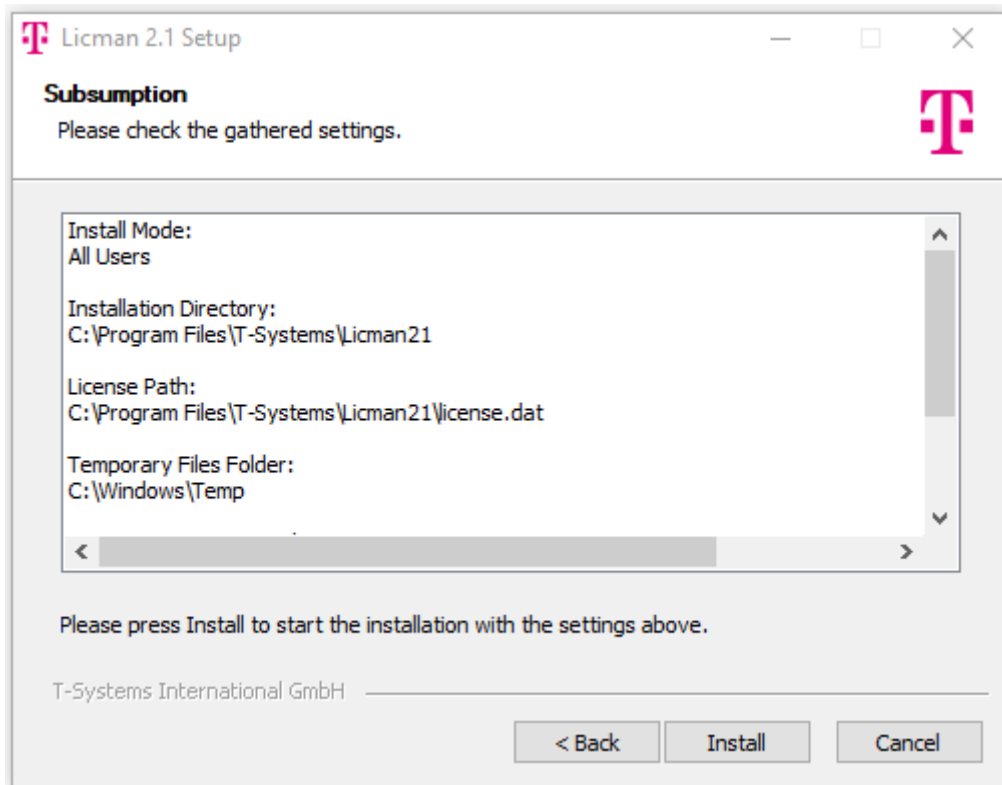 Licman 2.1 Setup
Subsumption
Please check the gathered settings.
Install Mode:
All Users
Installation Directory:
C:\Program Files\T-Systems\Licman21
License Path:
C:\Program Files\T-Systems\Licman21\license.dat
Temporary Files Folder:
C:\Windows\Temp
Please press Install to start the installation with the settings above.
T-Systems International GmbH
< Back
Install
Cancel